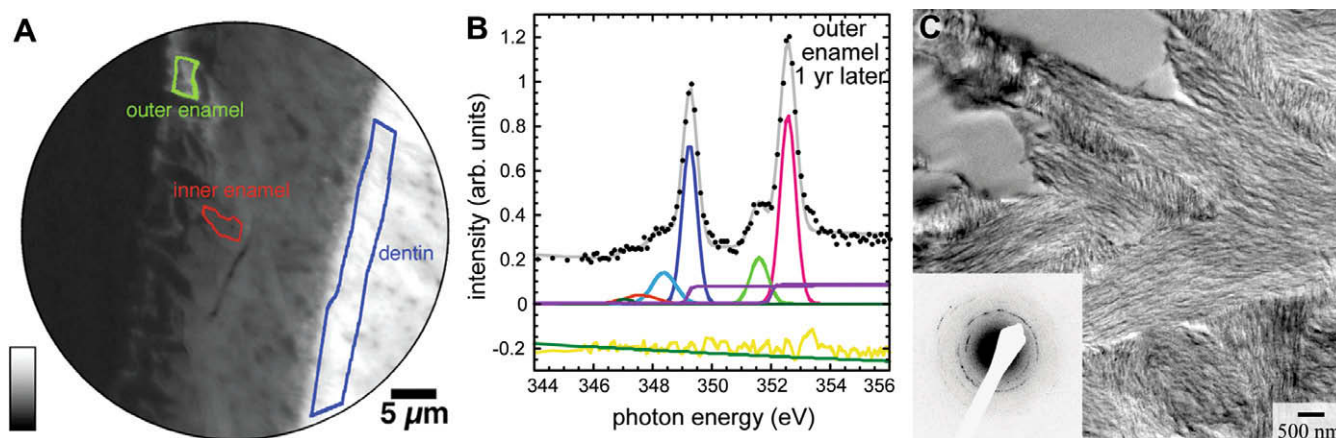 A
outer enamel
inner enamel
dentin
5 µm
B
outer
enamel
1 yr later
intensity (arb. units)
1.2
1
0.8
0.6
0.4
0.2
0
-0.2
344
346
348
350
352
354
356
photon energy (eV)
C
500 nm